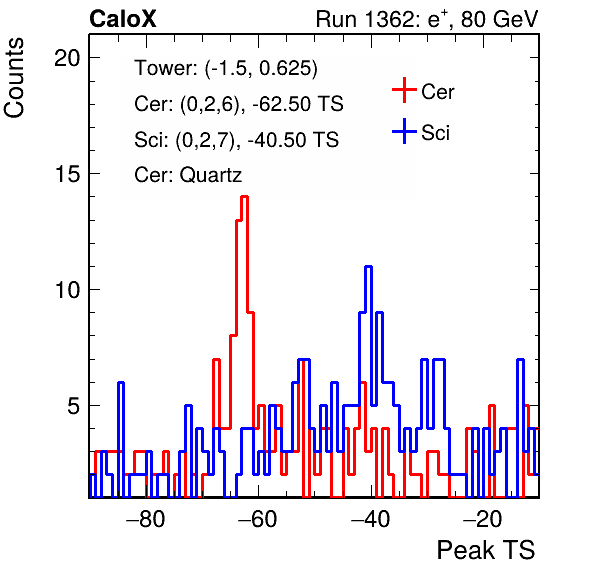 CaloX Run 1362: e⁺, 80 GeV
Counts
20
15
10
5
Tower: (-1.5, 0.625)
Cer: (0,2,6), -62.50 TS
Sci: (0,2,7), -40.50 TS
Cer: Quartz
Cer
Sci
−80 −60 −40 −20
Peak TS